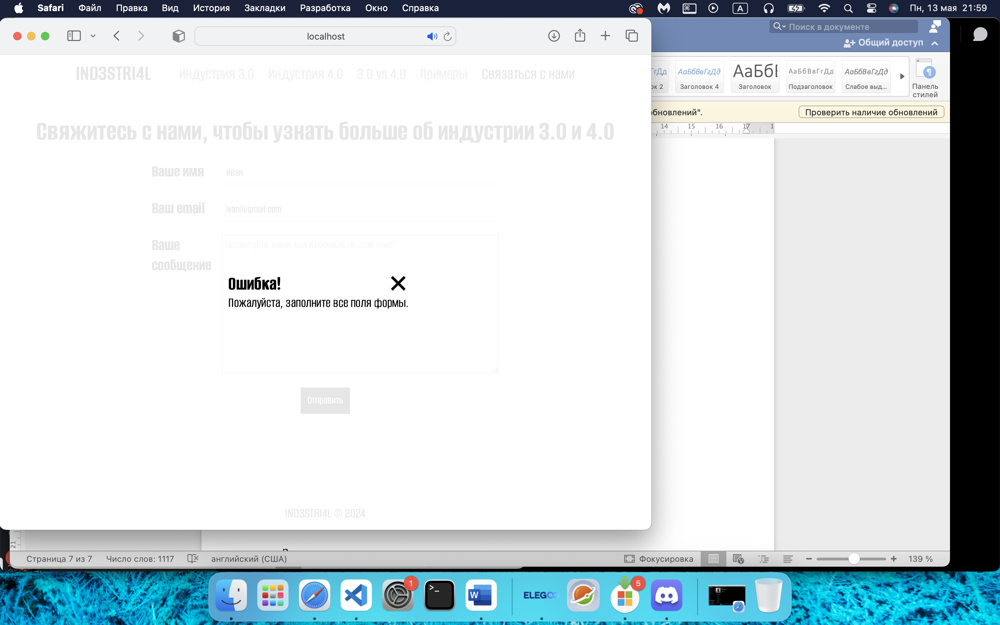 Safari Файл Правка Вид История Закладки Разработка Окно Справка
A
Пн, 13 мая 21:59
localhost
Поиск в документе
Общий доступ
IND3STRI4L
Индустрия 3.0 Индустрия 4.0 3.0 vs 4.0 Примеры Связаться с нами
ГгДд АаБбВвГгДд АаБбІ АаБбВвГгДд АаБбВвГгДд
ок 2 Заголовок 4 Заголовок Подзаголовок Слабое выд...
Панель
стилей
обновлений".
Проверить наличие обновлений
14 15 16 17 1
Свяжитесь с нами, чтобы узнать больше об индустрии 3.0 и 4.0
Ваше имя
Иван
Ваш email
ivan@gmail.com
Ваше
сообщение
Посоветуйте, какие книги прочесть по этой теме?
Ошибка!
Пожалуйста, заполните все поля формы.
Отправить
IND3STRI4L © 2024
21
Страница 7 из 7 Число слов: 1117 английский (США)
Фокусировка
139 %
1
W
ELEGOO
5